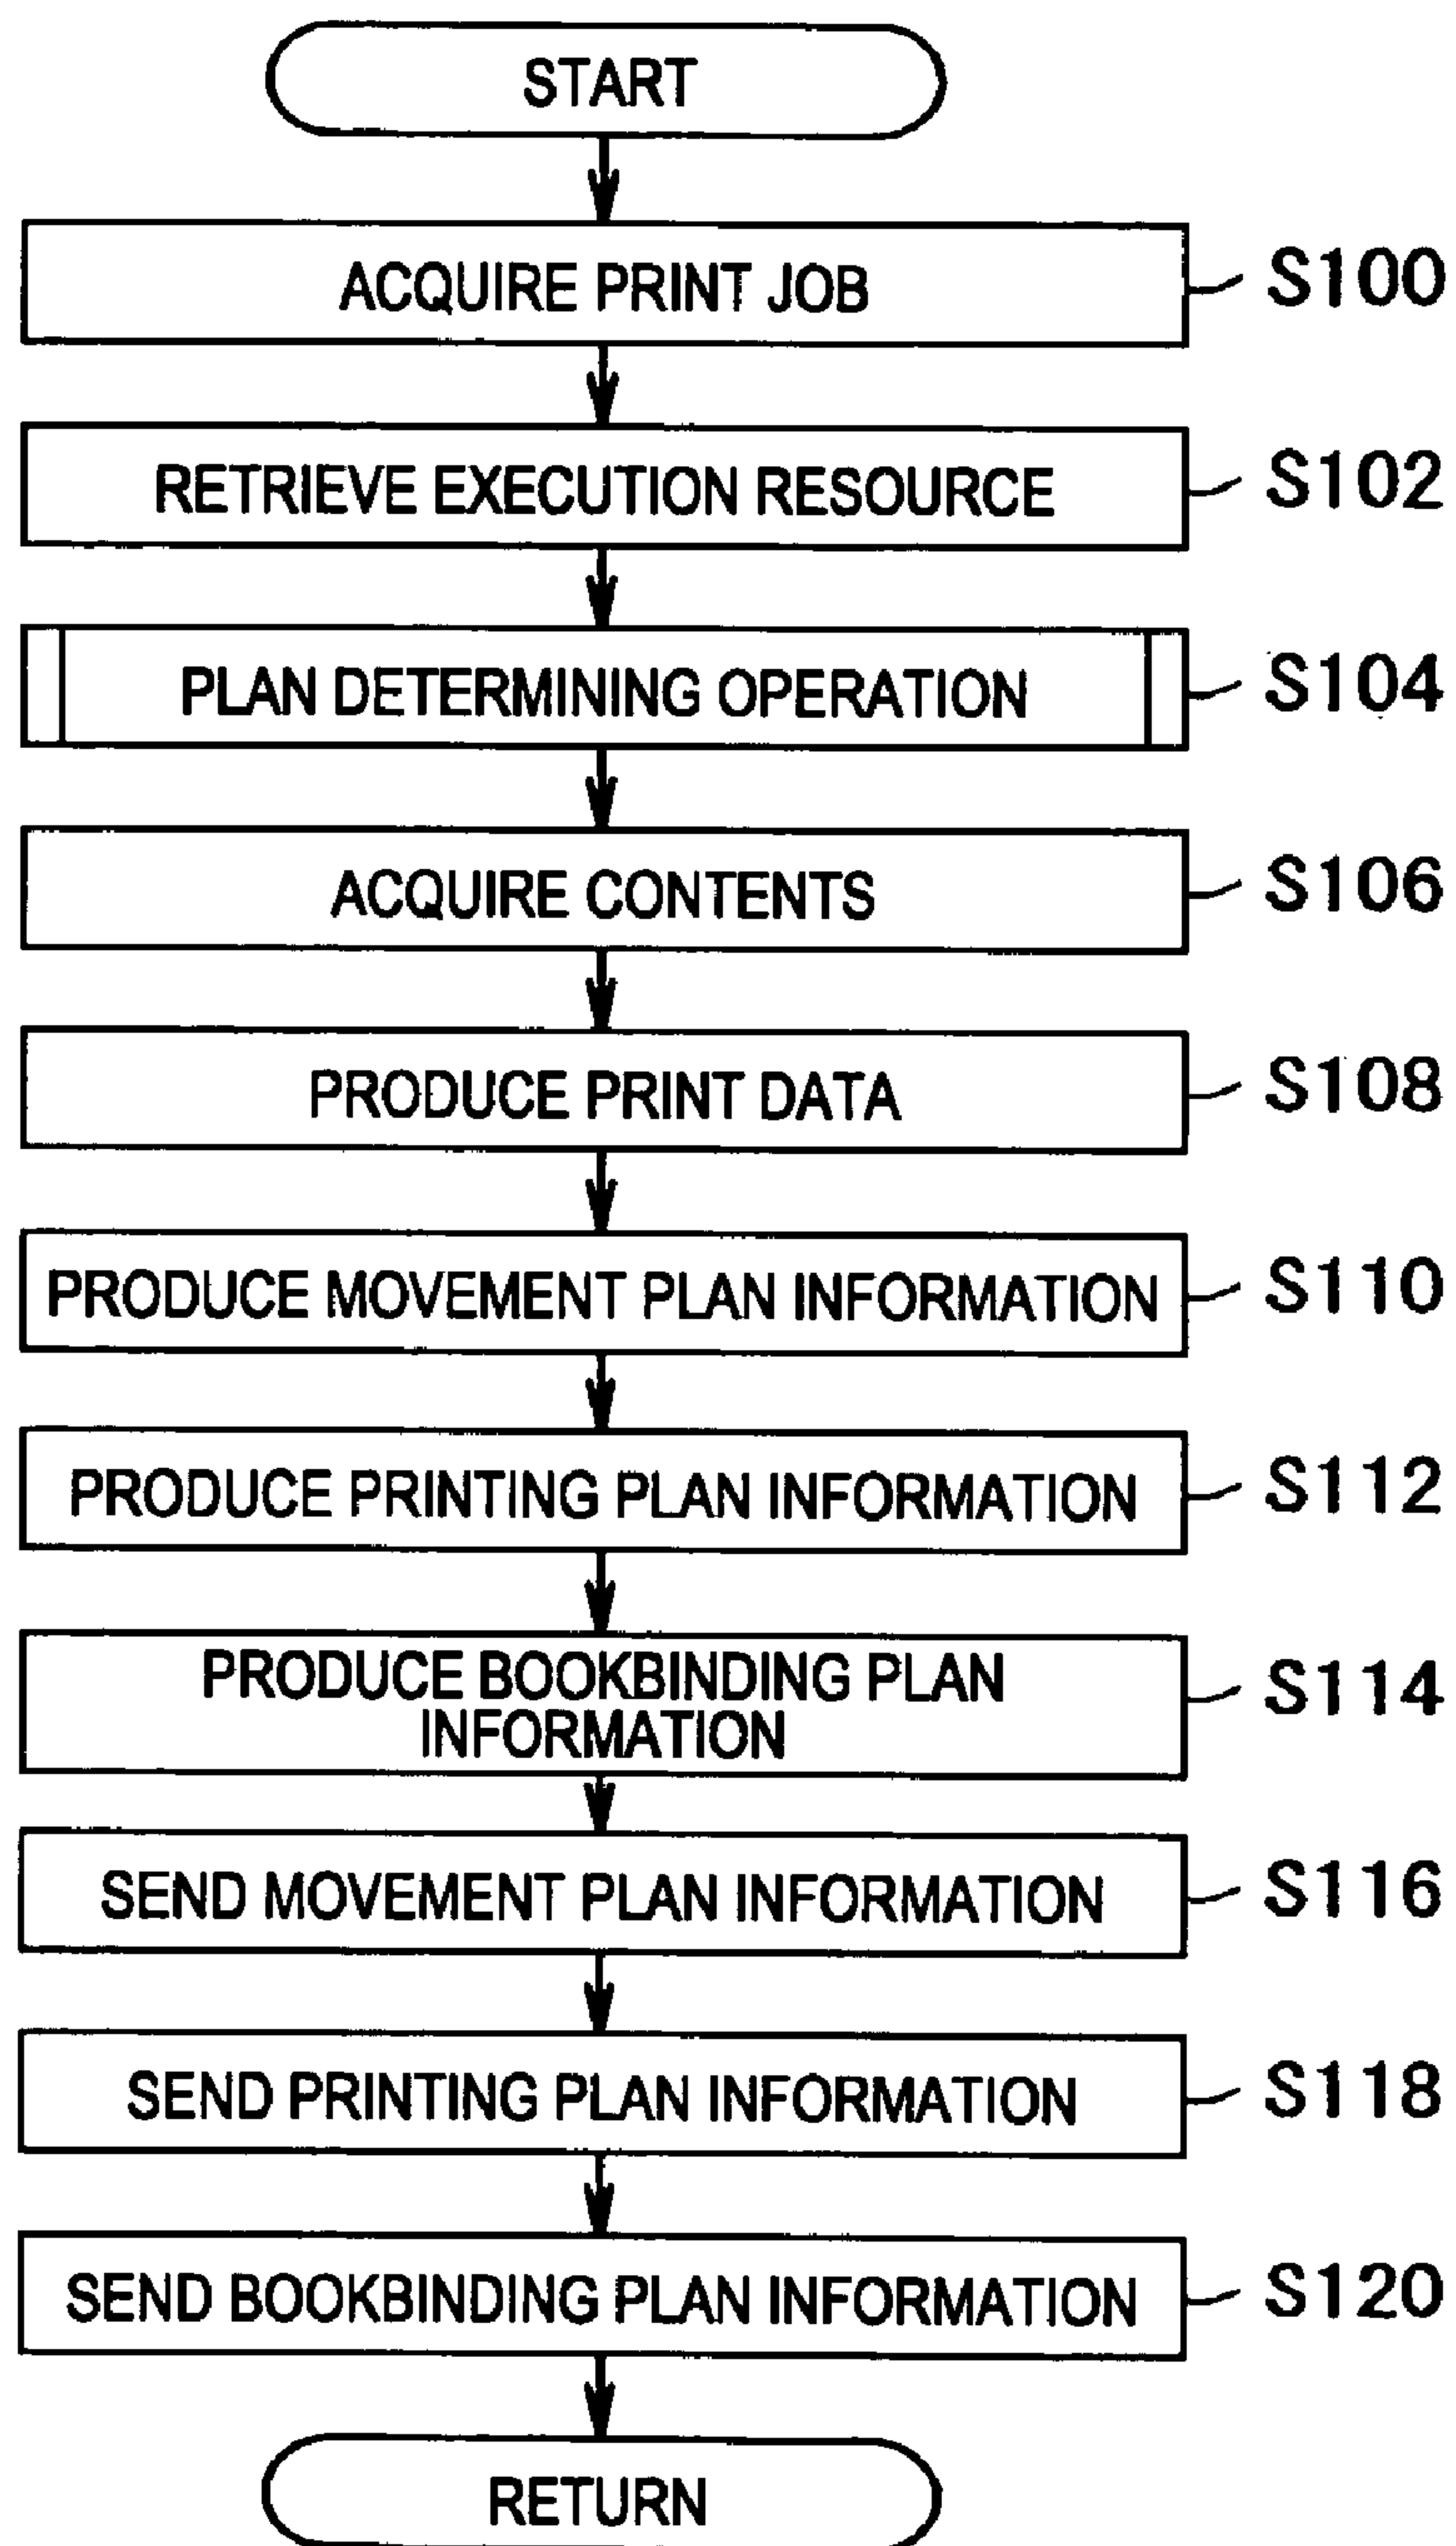 START
ACQUIRE PRINT JOB S100
RETRIEVE EXECUTION RESOURCE S102
PLAN DETERMINING OPERATION S104
ACQUIRE CONTENTS S106
PRODUCE PRINT DATA S108
PRODUCE MOVEMENT PLAN INFORMATION S110
PRODUCE PRINTING PLAN INFORMATION S112
PRODUCE BOOKBINDING PLAN S114
INFORMATION
SEND MOVEMENT PLAN INFORMATION S116
SEND PRINTING PLAN INFORMATION S118
SEND BOOKBINDING PLAN INFORMATION S120
RETURN